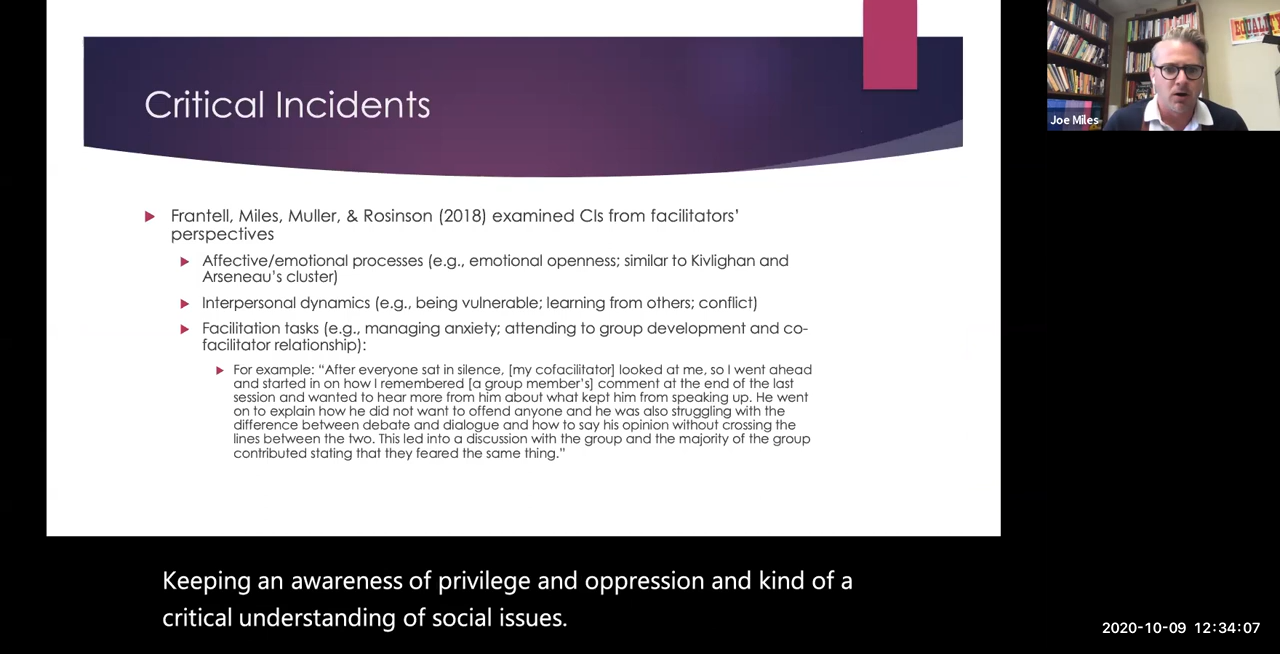 Critical Incidents
Frantell, Miles, Muller, & Rosinson (2018) examined CIs from facilitators'
perspectives
Affective/emotional processes (e.g., emotional openness; similar to Kivlighan and
Arseneau's cluster)
Interpersonal dynamics (e.g., being vulnerable; learning from others; conflict)
Facilitation tasks (e.g., managing anxiety; attending to group development and co-
facilitator relationship):
For example: “After everyone sat in silence, [my cofacilitator] looked at me, so I went ahead
and started in on how I remembered [a group member's] comment at the end of the last
session and wanted to hear more from him about what kept him from speaking up. He went
on to explain how he did not want to offend anyone and he was also struggling with the
difference between debate and dialogue and how to say his opinion without crossing the
lines between the two. This led into a discussion with the group and the majority of the group
contributed stating that they feared the same thing.”
Joe Miles
Keeping an awareness of privilege and oppression and kind of a
critical understanding of social issues.
2020-10-09 12:34:07